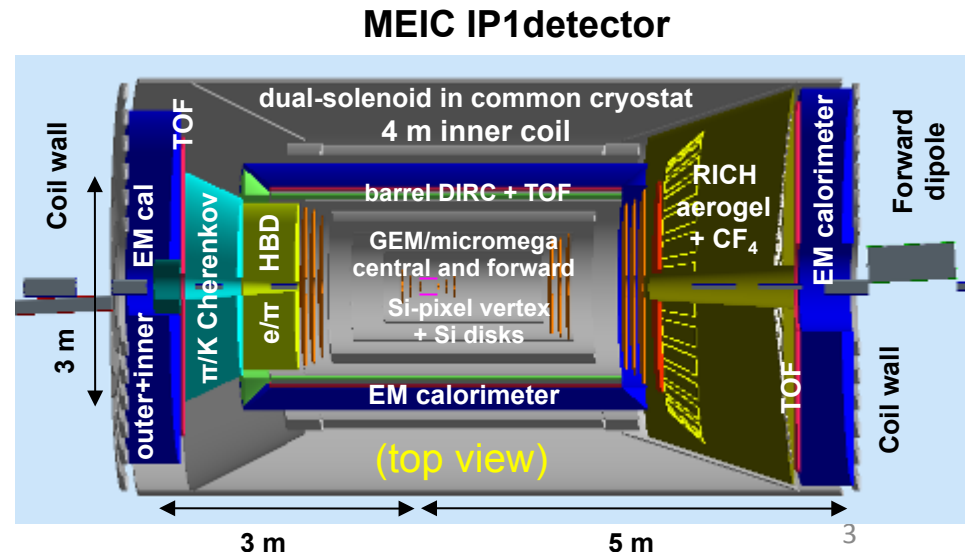 MEIC IP1detector
dual-solenoid in common cryostat
4 m inner coil
Coil wall
TOF
EM cal
outer+inner
3 m
π/K Cherenkov
HBD
e/π
barrel DIRC + TOF
GEM/micromega
central and forward
Si-pixel vertex
+ Si disks
EM calorimeter
(top view)
RICH
aerogel
+ CF₄
TOF
EM calorimeter
Forward
dipole
Coil wall
3 m
5 m
3